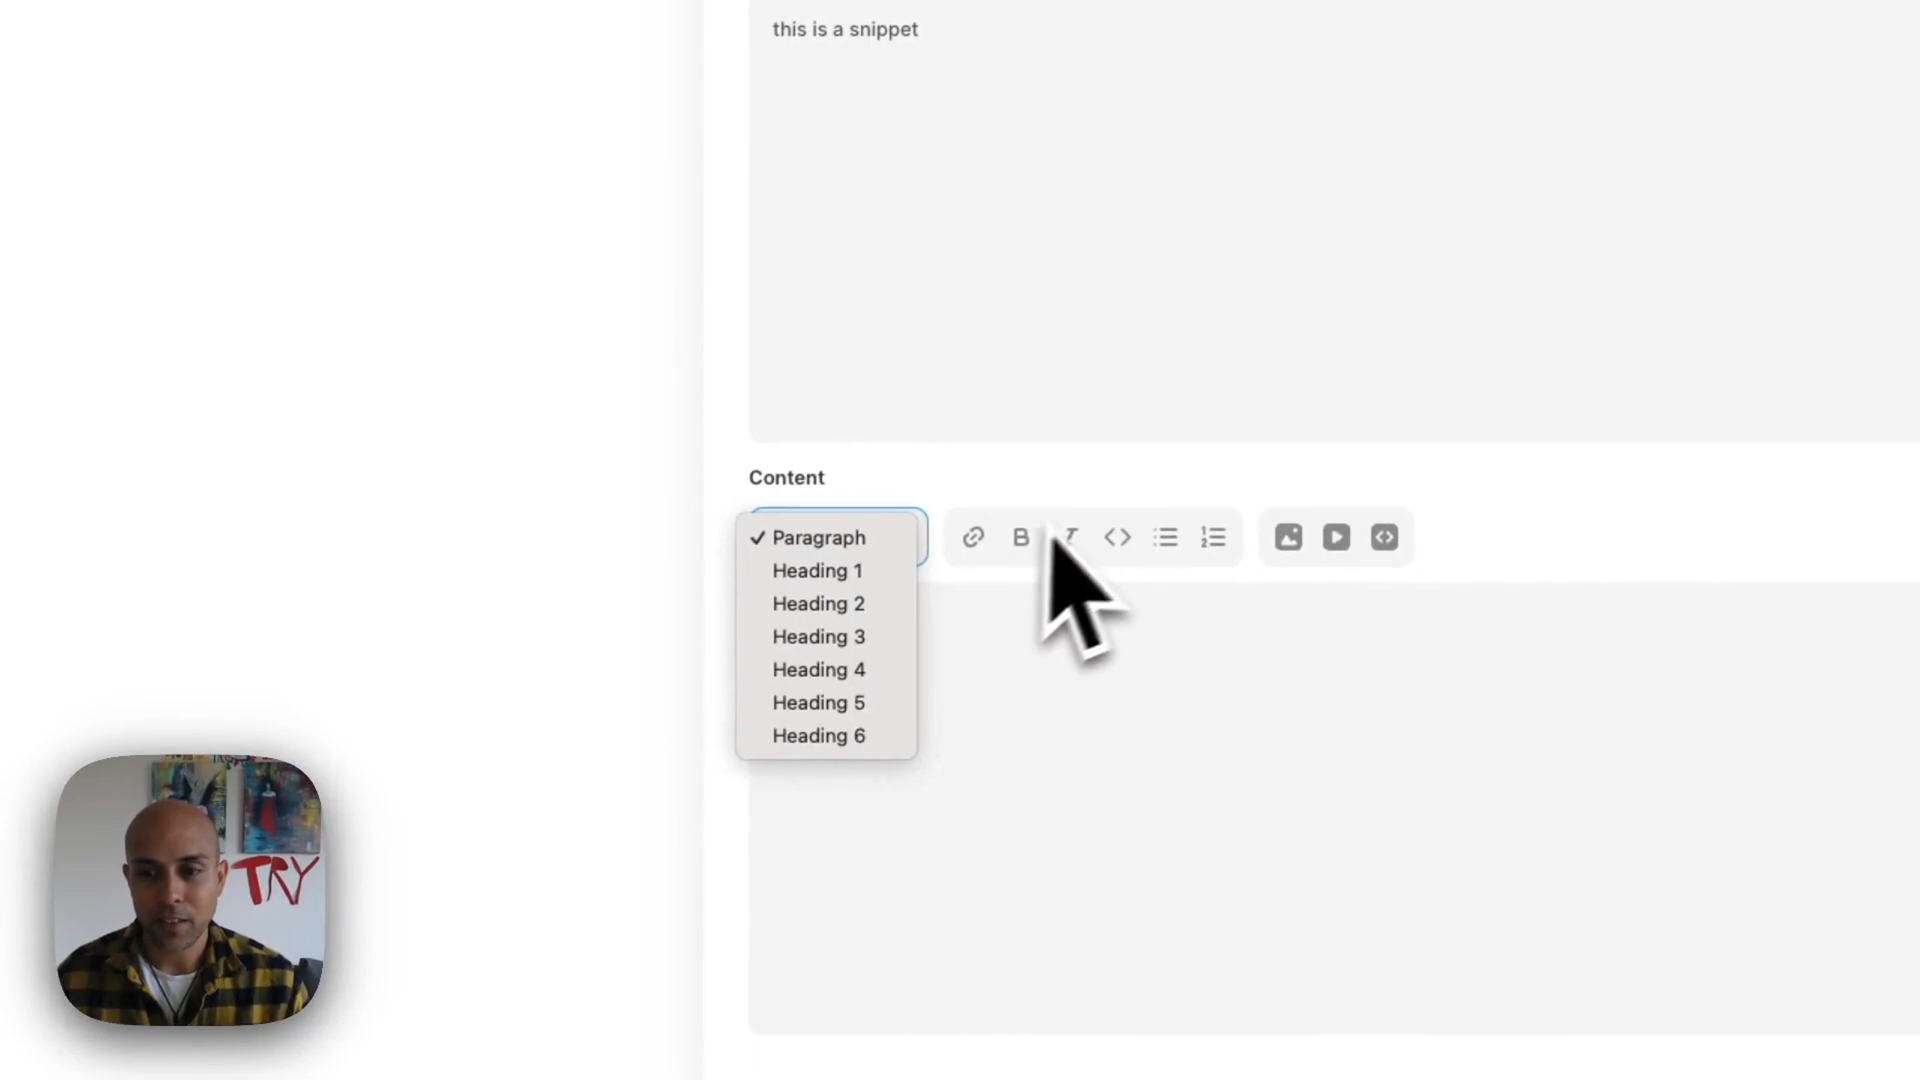 this is a snippet
Content
Paragraph
B
Heading 1
Heading 2
Heading 3
Heading 4
Heading 5
Heading 6
TRY